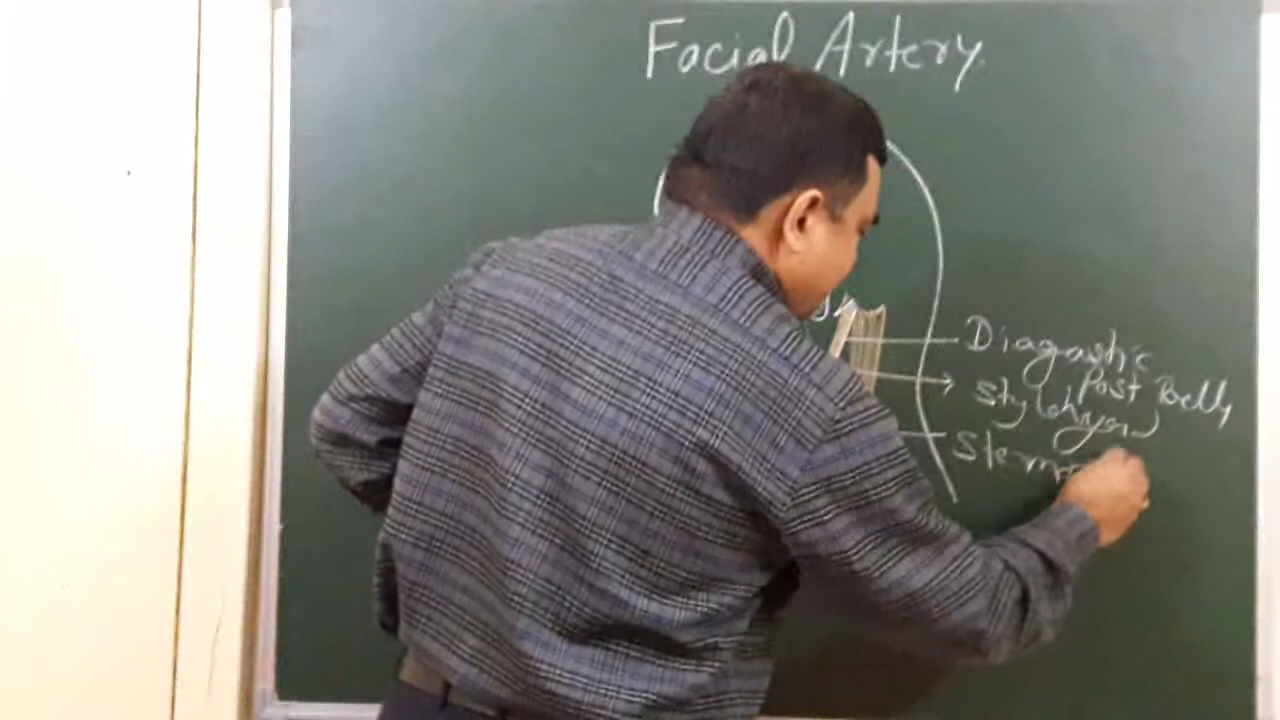 Facial Artery
Diagastric
Post Belly
Stylohyoid
Sterno